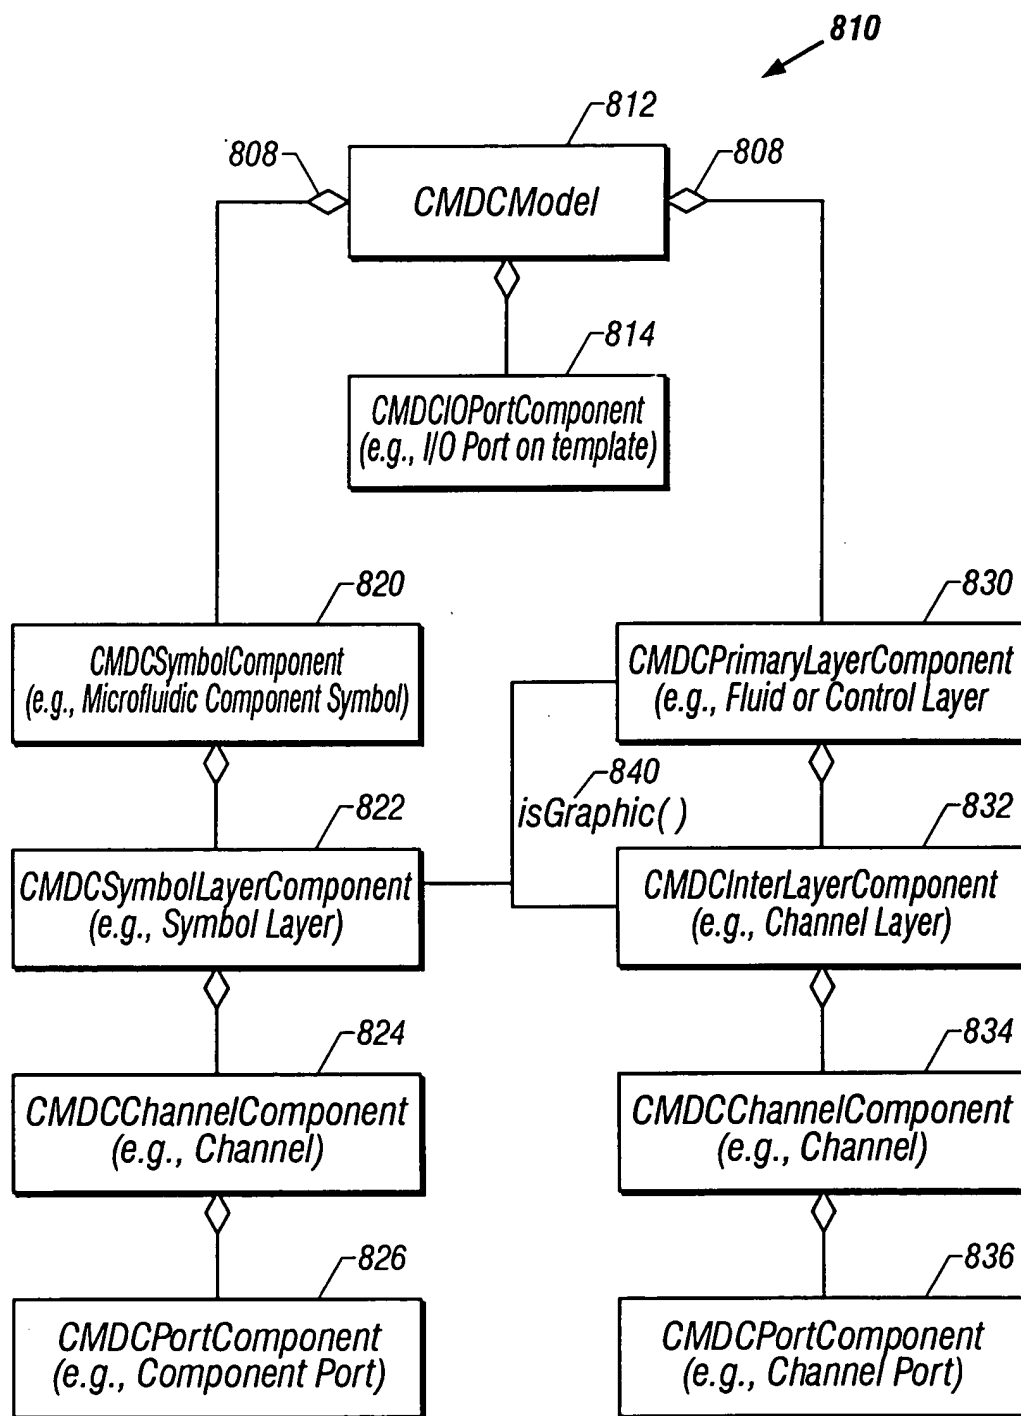 810
812
808
808
CMDCModel
814
CMDCIOPortComponent
(e.g., I/O Port on template)
820
830
CMDCSymbolComponent
(e.g., Microfluidic Component Symbol)
CMDCPrimaryLayerComponent
(e.g., Fluid or Control Layer
840
isGraphic( )
822
832
CMDCSymbolLayerComponent
(e.g., Symbol Layer)
CMDCInterLayerComponent
(e.g., Channel Layer)
824
834
CMDCChannelComponent
(e.g., Channel)
CMDCChannelComponent
(e.g., Channel)
826
836
CMDCPortComponent
(e.g., Component Port)
CMDCPortComponent
(e.g., Channel Port)